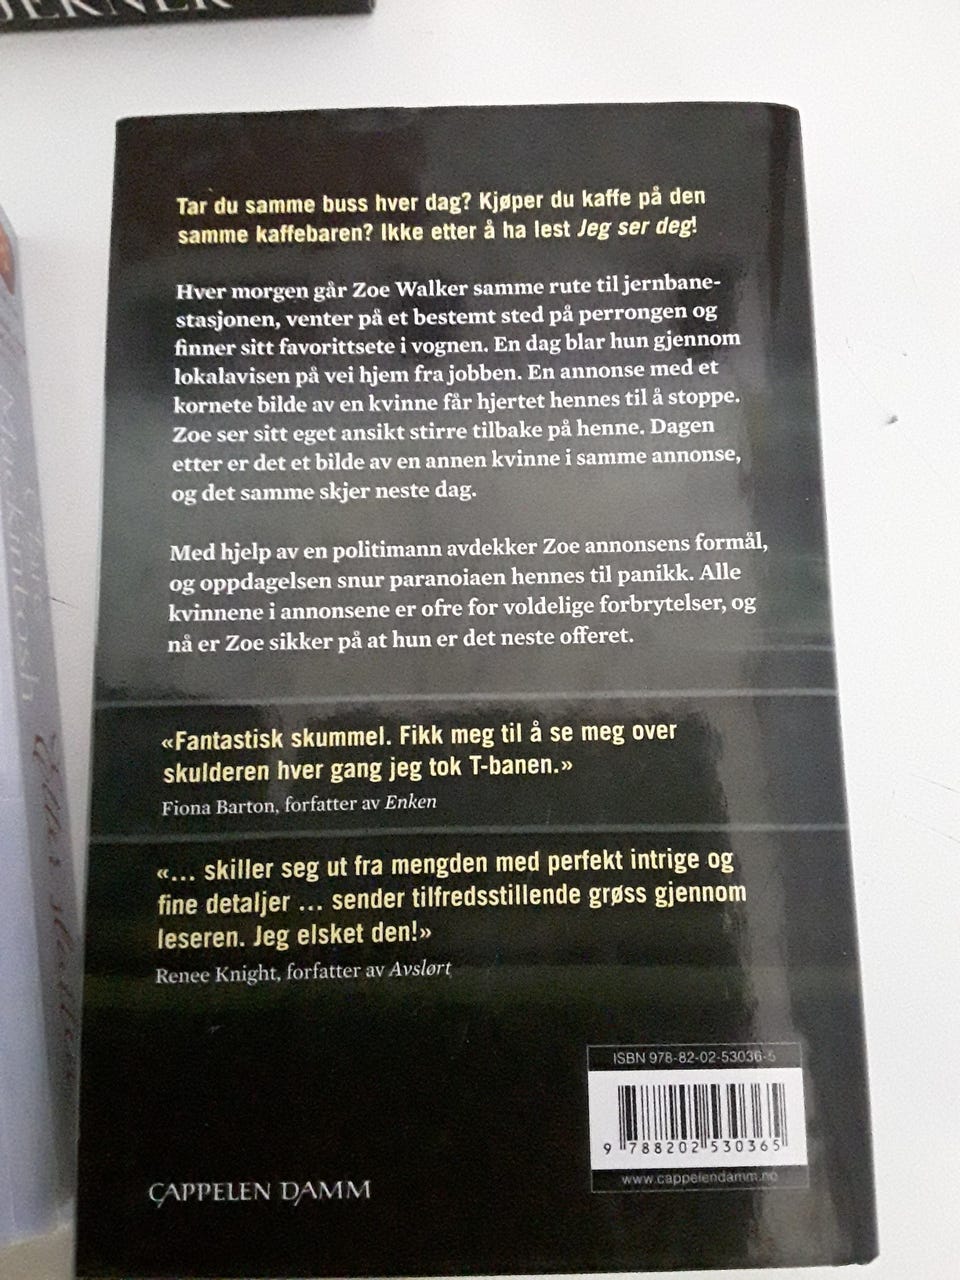 JERNER
Tar du samme buss hver dag? Kjøper du kaffe på den
samme kaffebaren? Ikke etter å ha lest Jeg ser deg!
Hver morgen går Zoe Walker samme rute til jernbane-
stasjonen, venter på et bestemt sted på perrongen og
finner sitt favorittsete i vognen. En dag blar hun gjennom
lokalavisen på vei hjem fra jobben. En annonse med et
kornete bilde av en kvinne får hjertet hennes til å stoppe.
Zoe ser sitt eget ansikt stirre tilbake på henne. Dagen
etter er det et bilde av en annen kvinne i samme annonse,
og det samme skjer neste dag.
Med hjelp av en politimann avdekker Zoe annonsens formål,
og oppdagelsen snur paranoiaen hennes til panikk. Alle
kvinnene i annonsene er ofre for voldelige forbrytelser, og
nå er Zoe sikker på at hun er det neste offeret.
«Fantastisk skummel. Fikk meg til å se meg over
skulderen hver gang jeg tok T-banen.»
Fiona Barton, forfatter av Enken
«... skiller seg ut fra mengden med perfekt intrige og
fine detaljer ... sender tilfredsstillende grøss gjennom
leseren. Jeg elsket den!»
Renee Knight, forfatter av Avslørt
ISBN 978-82-02-53036-5
9 788202 530365
www.cappelendamm.no
CAPPELEN DAMM